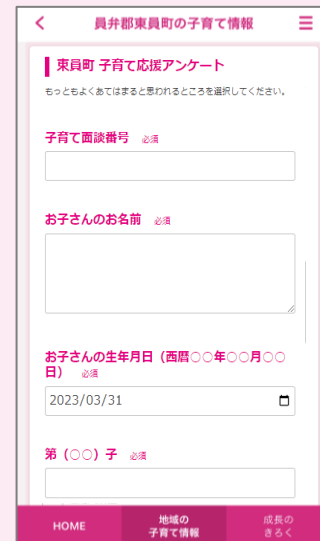 員弁郡東員町の子育て情報
東員町 子育て応援アンケート
もっともよくあてはまると思われるところを選択してください。
子育て面談番号 必須
お子さんのお名前 必須
お子さんの生年月日（西暦○○年○○月○○
日） 必須
2023/03/31
第（○○）子 必須
HOME
地域の
子育て情報
成長の
きろく